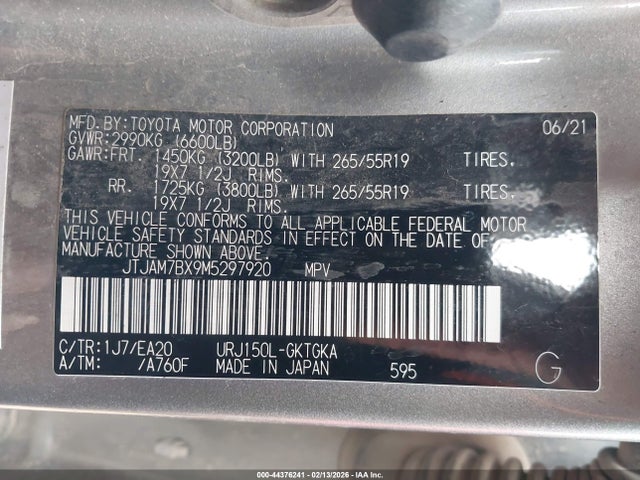 MFD.BY:TOYOTA MOTOR CORPORATION 06/21
GVWR:2990KG (6600LB)
GAWR:FRT. 1450KG (3200LB) WITH 265/55R19 TIRES.
19X7 1/2J RIMS.
RR. 1725KG (3800LB) WITH 265/55R19 TIRES.
19X7 1/2J RIMS.
THIS VEHICLE CONFORMS TO ALL APPLICABLE FEDERAL MOTOR
VEHICLE SAFETY STANDARDS IN EFFECT ON THE DATE OF
MANUFACTURE SHOWN ABOVE.
JTJAM7BX9M5297920 MPV
C/TR:1J7/EA20 URJ150L-GKTGKA
A/TM: /A760F MADE IN JAPAN 595 G
000-44376241 - 02/13/2026 - IAA Inc.